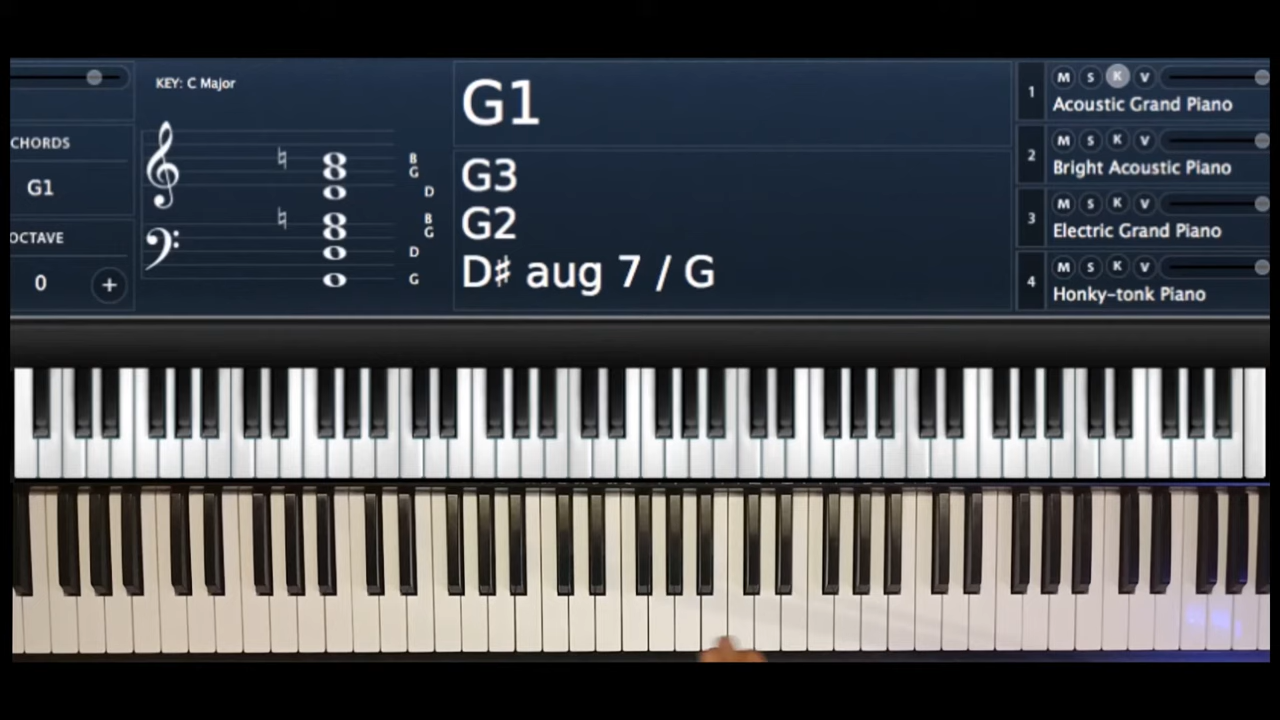 KEY: C Major
CHORDS
G1
OCTAVE
0 +
B
G
D
B
G
D
G
G1
G3
G2
D♯ aug 7 / G
1 M S K V
Acoustic Grand Piano
2 M S K V
Bright Acoustic Piano
3 M S K V
Electric Grand Piano
4 M S K V
Honky-tonk Piano